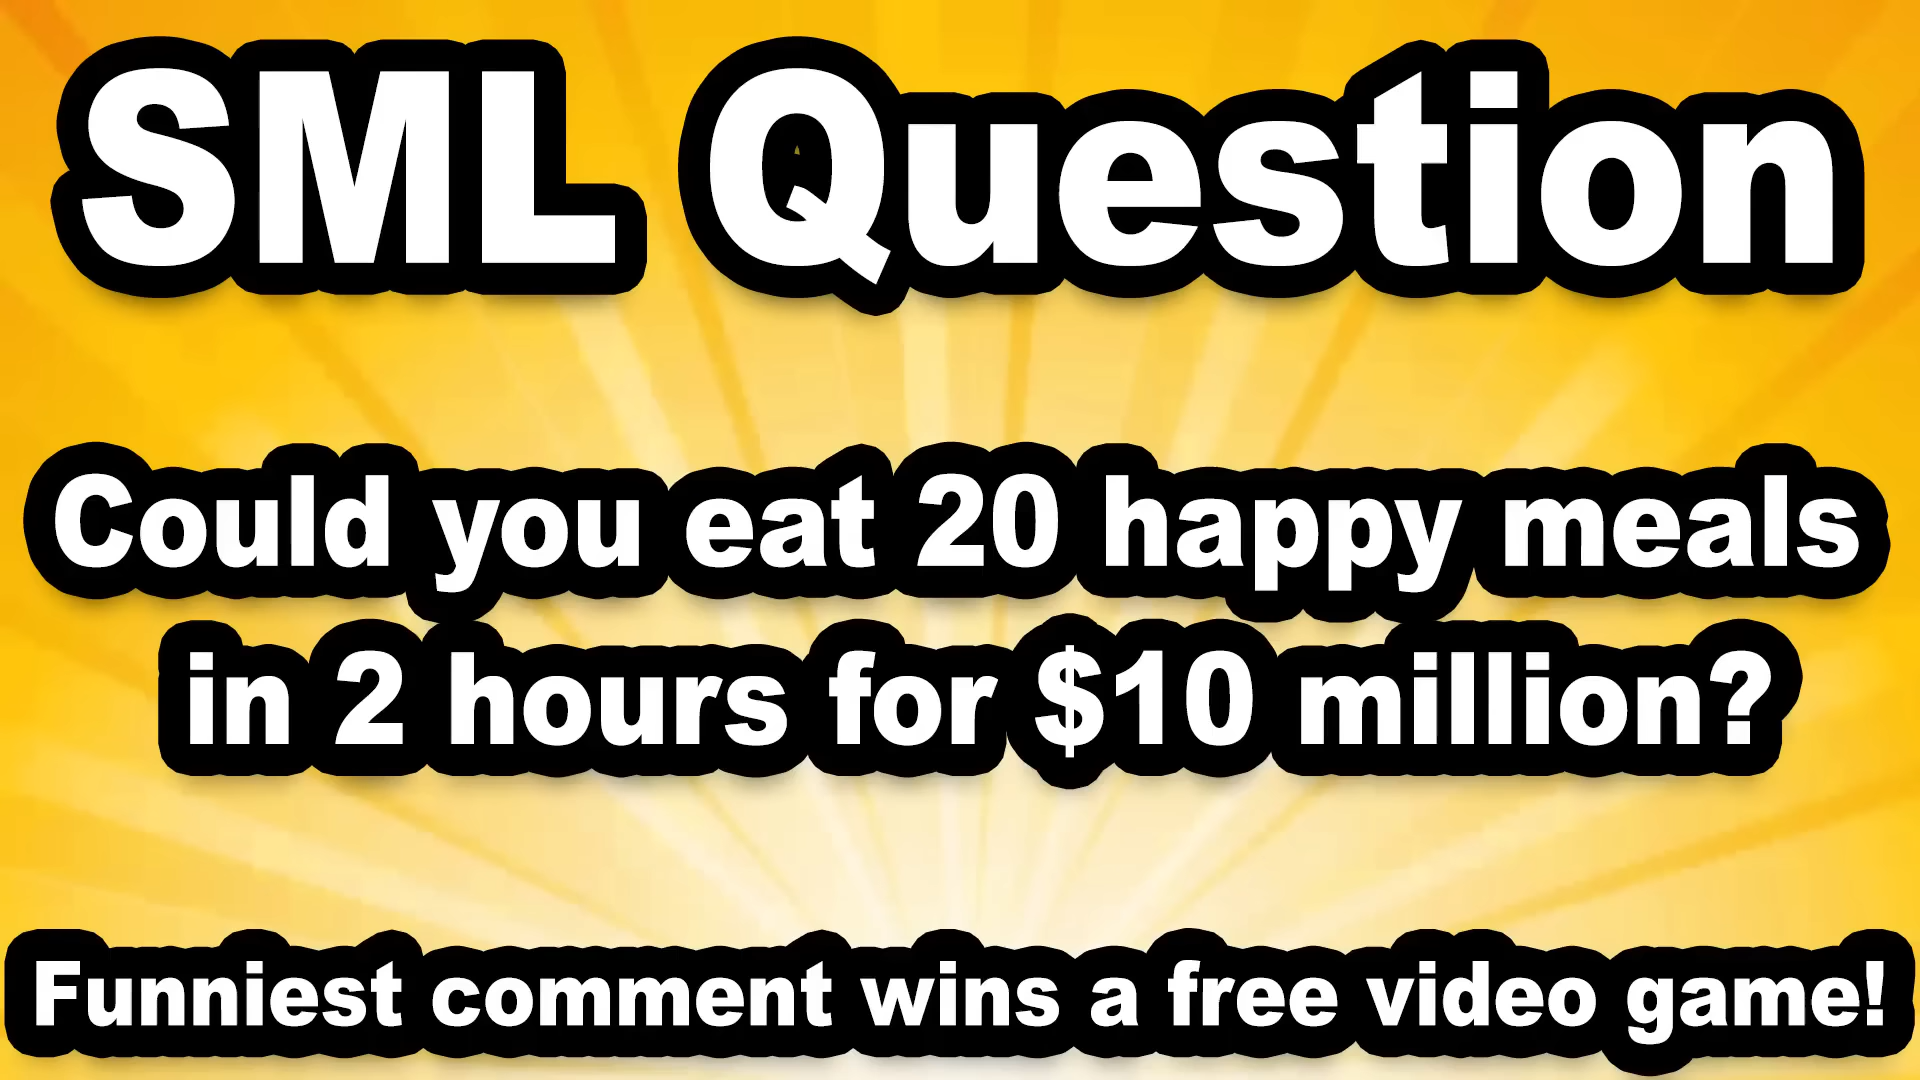 SML Question
Could you eat 20 happy meals
in 2 hours for $10 million?
Funniest comment wins a free video game!